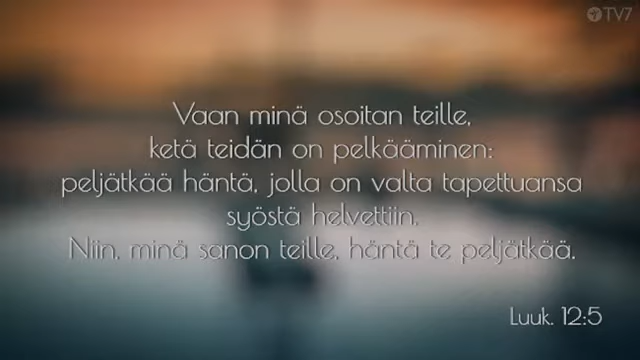 TV7
Vaan minä osoitan teille,
ketä teidän on pelkääminen:
peljätkää häntä, jolla on valta tapettuansa
syöstä helvettiin.
Niin, minä sanon teille, häntä te peljätkää.
Luuk. 12:5